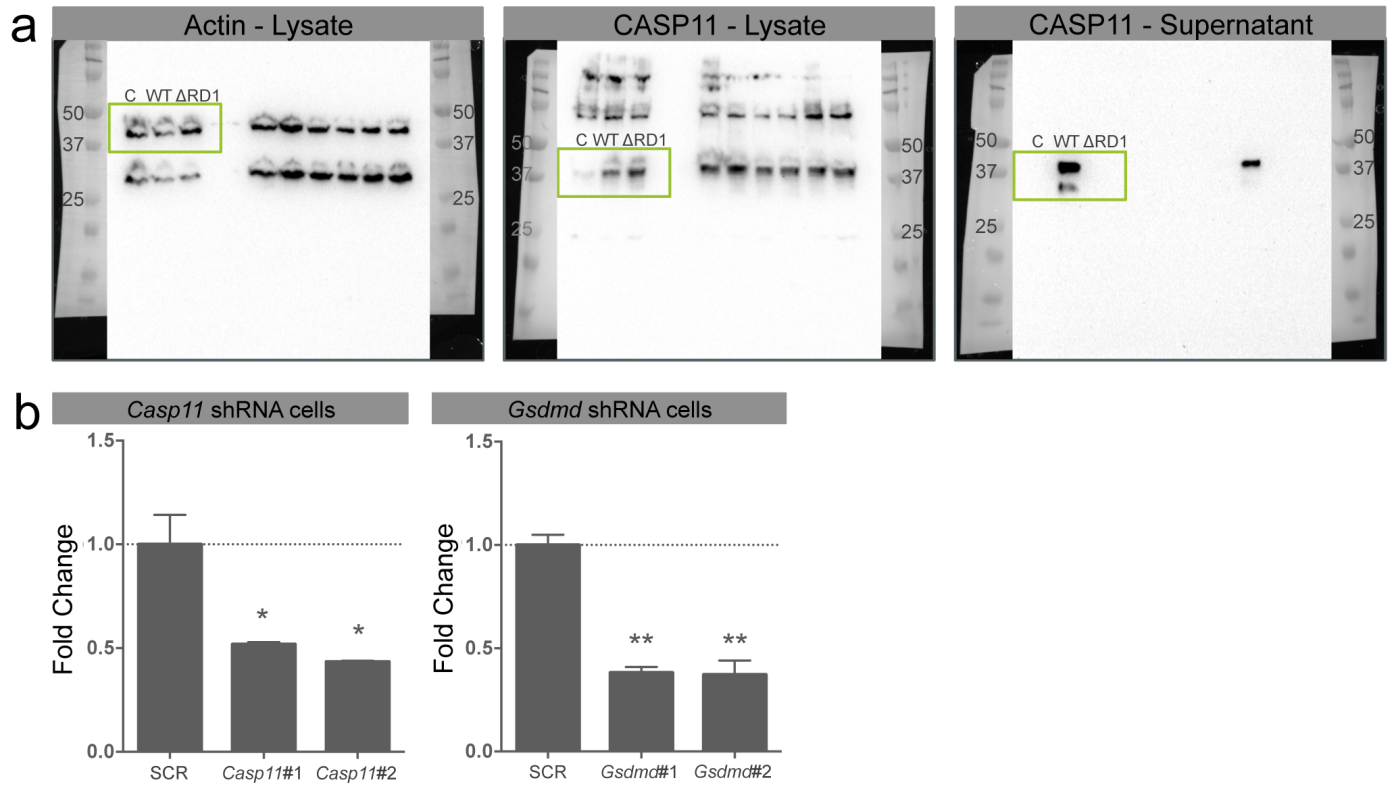 a
Actin - Lysate
CASP11 - Lysate
CASP11 - Supernatant
C WT ΔRD1
50
37
25
50
37
25
C WT ΔRD1
50
37
25
50
37
25
C WT ΔRD1
50
37
25
50
37
25
b
Casp11 shRNA cells
Gsdmd shRNA cells
Fold Change
1.5
1.0
0.5
0.0
*
*
SCR
Casp11#1
Casp11#2
Fold Change
1.5
1.0
0.5
0.0
**
**
SCR
Gsdmd#1
Gsdmd#2